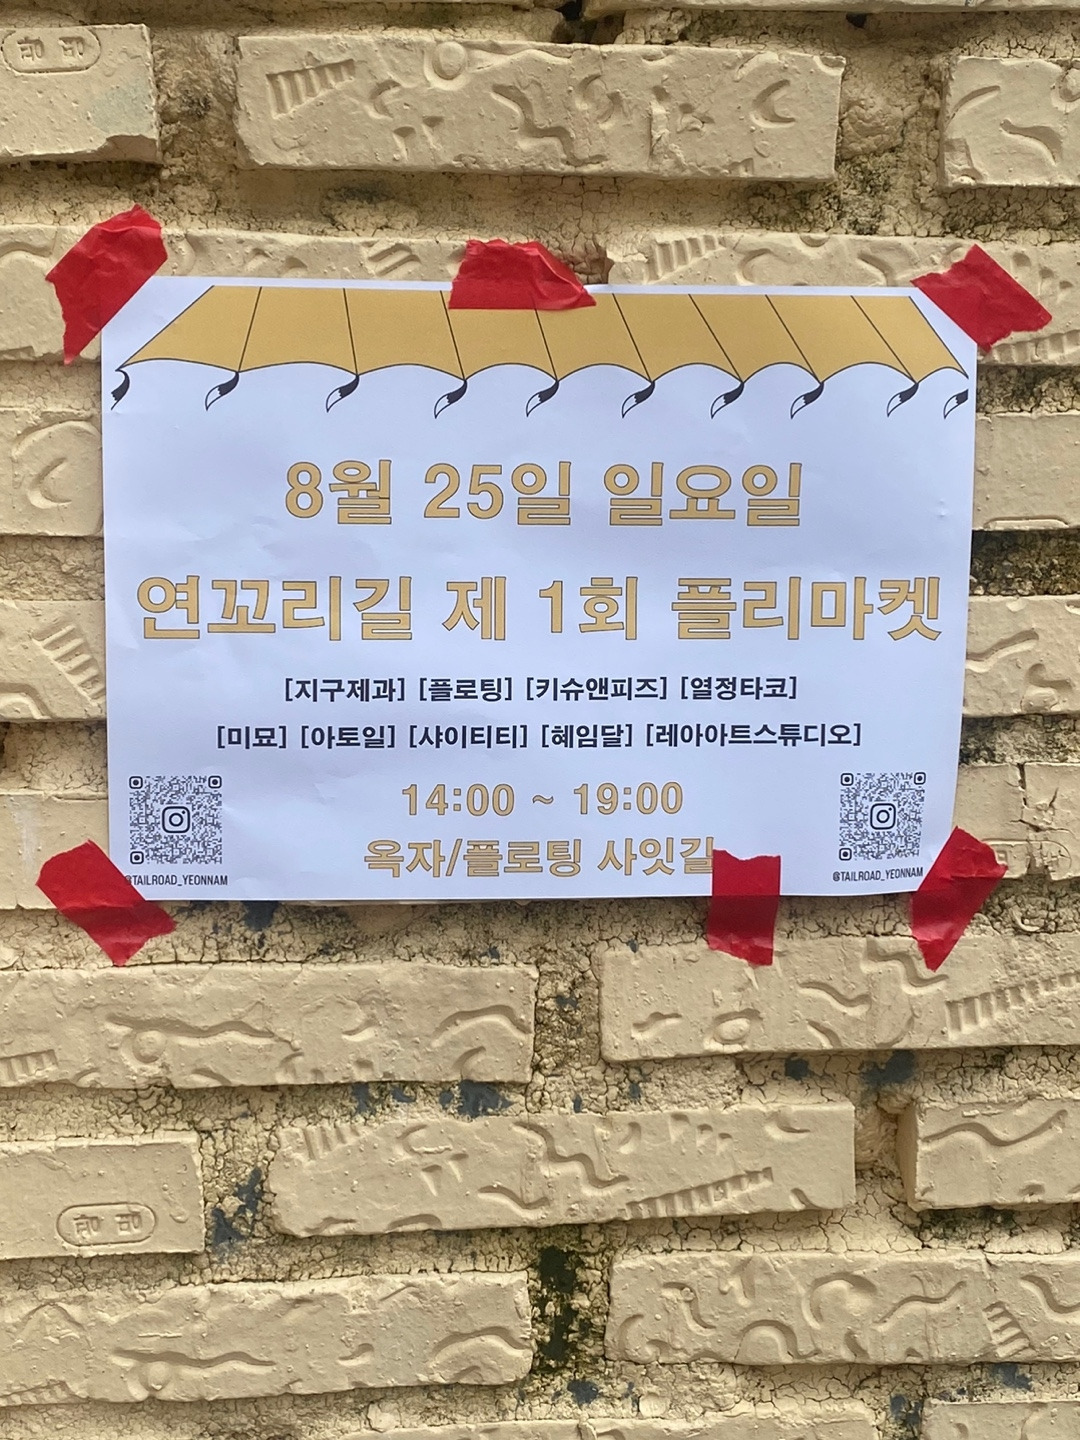 8월 25일 일요일
연꼬리길 제 1회 플리마켓
[지구제과] [플로팅] [키슈앤피즈] [열정타코]
[미묘] [아토일] [샤이티티] [혜임달] [레아아트스튜디오]
14:00 ~ 19:00
옥자/플로팅 사잇길
@TAILROAD_YEONNAM
@TAILROAD_YEONNAM